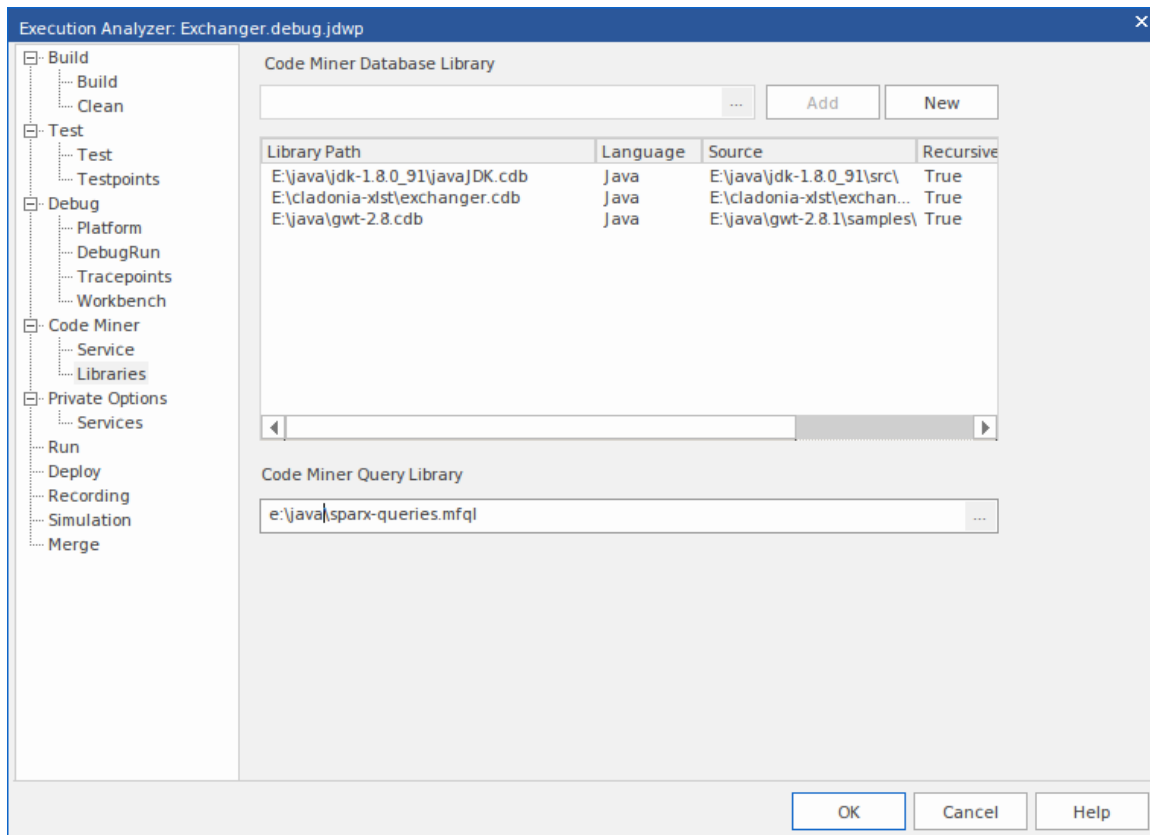 Execution Analyzer: Exchanger.debug.jdwp
Build
Build
Clean
Test
Test
Testpoints
Debug
Platform
DebugRun
Tracepoints
Workbench
Code Miner
Service
Libraries
Private Options
Services
Run
Deploy
Recording
Simulation
Merge
Code Miner Database Library
... Add New
Library Path Language Source Recursive
E:\java\jdk-1.8.0_91\javaJDK.cdb Java E:\java\jdk-1.8.0_91\src\ True
E:\cladonia-xlst\exchanger.cdb Java E:\cladonia-xlst\exchan... True
E:\java\gwt-2.8.cdb Java E:\java\gwt-2.8.1\samples\ True
Code Miner Query Library
e:\java\sparx-queries.mfql ...
OK Cancel Help